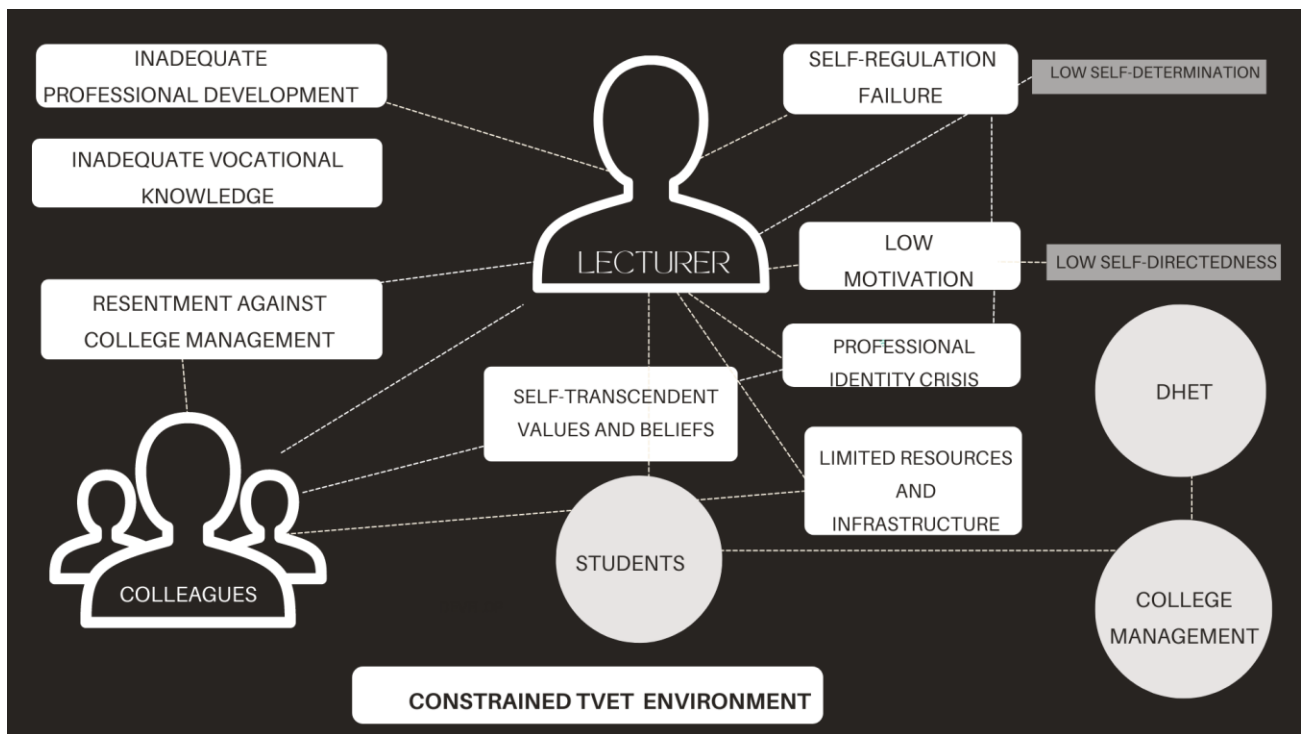 INADEQUATE
PROFESSIONAL DEVELOPMENT
SELF-REGULATION
FAILURE
LOW SELF-DETERMINATION
INADEQUATE VOCATIONAL
KNOWLEDGE
LECTURER
LOW
MOTIVATION
LOW SELF-DIRECTEDNESS
RESENTMENT AGAINST
COLLEGE MANAGEMENT
PROFESSIONAL
IDENTITY CRISIS
SELF-TRANSCENDENT
VALUES AND BELIEFS
DHET
LIMITED RESOURCES
AND
INFRASTRUCTURE
STUDENTS
COLLEAGUES
COLLEGE
MANAGEMENT
CONSTRAINED TVET ENVIRONMENT